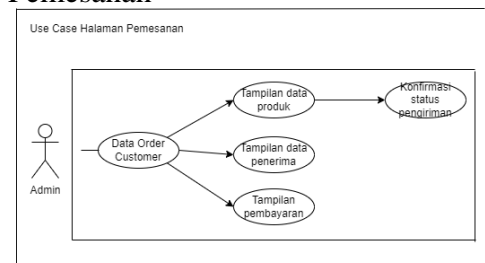 Pemesanan
Use Case Halaman Pemesanan
Tampilan data
produk
Konfirmasi
status
pengiriman
Data Order
Customer
Tampilan data
penerima
Admin
Tampilan
pembayaran